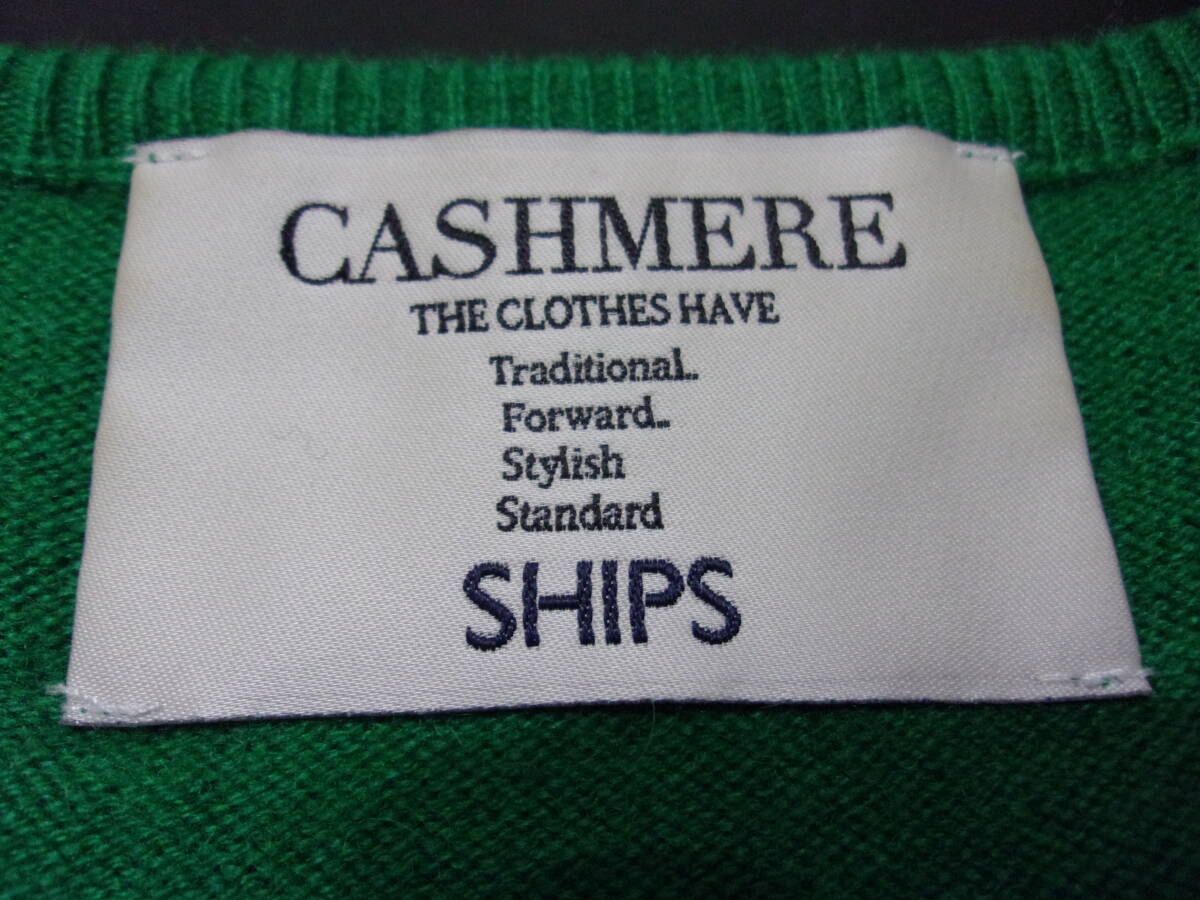 CASHMERE
THE CLOTHES HAVE
Traditional..
Forward..
Stylish
Standard
SHIPS